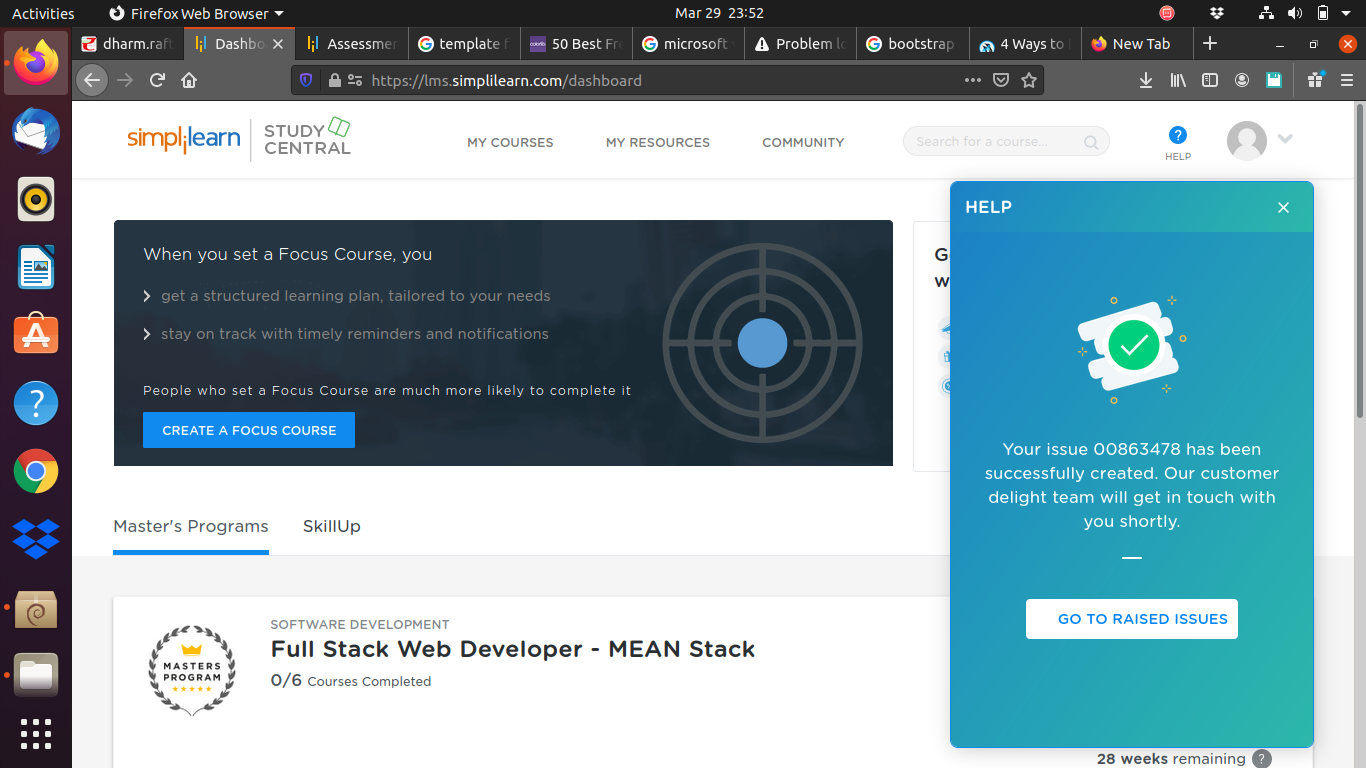 Activities
Firefox Web Browser
Mar 29 23:52
dharm.raft
Dashbo
Assessmen
template f
50 Best Fre
microsoft
Problem lo
bootstrap
4 Ways to
New Tab
https://lms.simplilearn.com/dashboard
simplilearn
STUDY
CENTRAL
MY COURSES
MY RESOURCES
COMMUNITY
Search for a course...
?
HELP
HELP
When you set a Focus Course, you
get a structured learning plan, tailored to your needs
stay on track with timely reminders and notifications
People who set a Focus Course are much more likely to complete it
CREATE A FOCUS COURSE
G
w
Your issue 00863478 has been
successfully created. Our customer
delight team will get in touch with
you shortly.
GO TO RAISED ISSUES
Master's Programs
SkillUp
MASTERS
PROGRAM
SOFTWARE DEVELOPMENT
Full Stack Web Developer - MEAN Stack
0/6 Courses Completed
28 weeks remaining ?